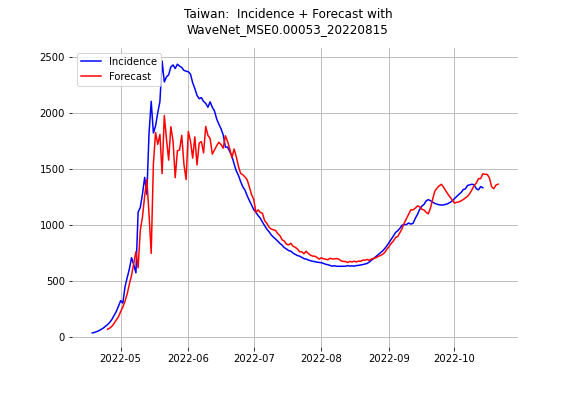 Taiwan:  Incidence + Forecast with
WaveNet_MSE0.00053_20220815
Incidence
Forecast
2500
2000
1500
1000
500
0
2022-05 2022-06 2022-07 2022-08 2022-09 2022-10